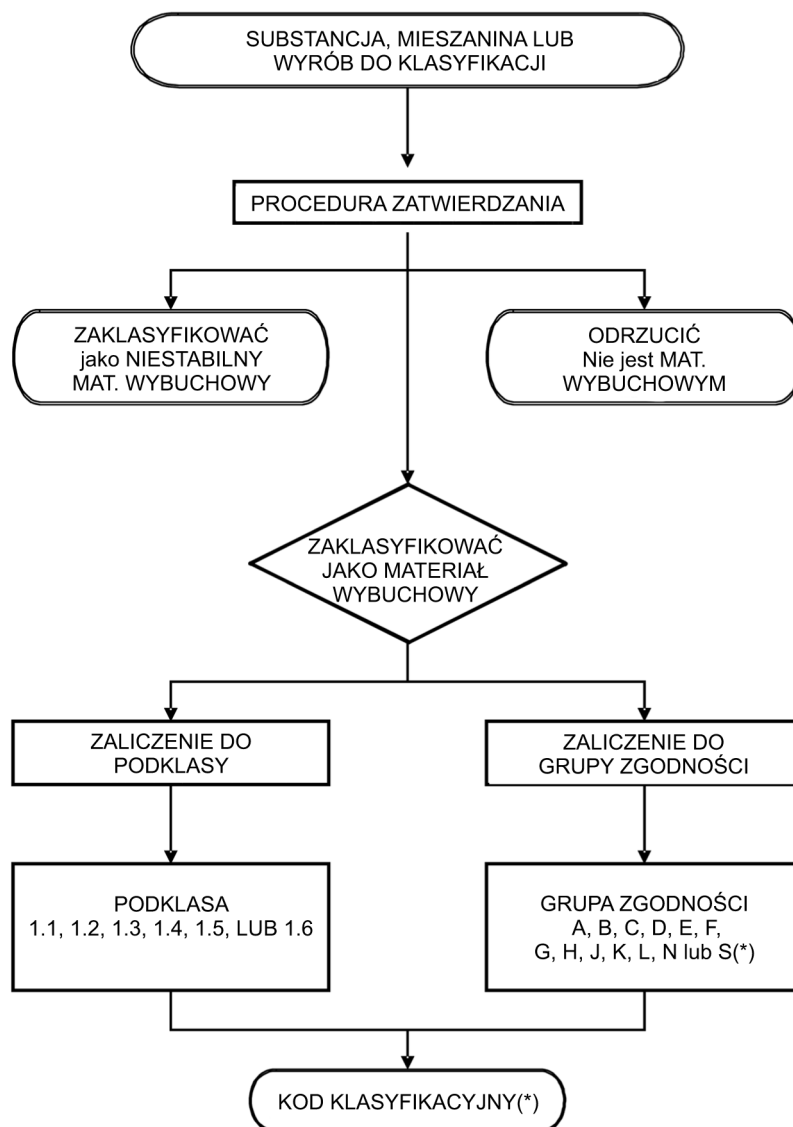 SUBSTANCJA, MIESZANINA LUB
WYRÓB DO KLASYFIKACJI
PROCEDURA ZATWIERDZANIA
ZAKLASYFIKOWAĆ
jako NIESTABILNY
MAT. WYBUCHOWY
ODRZUCIĆ
Nie jest MAT.
WYBUCHOWYM
ZAKLASYFIKOWAĆ
JAKO MATERIAŁ
WYBUCHOWY
ZALICZENIE DO
PODKLASY
ZALICZENIE DO
GRUPY ZGODNOŚCI
PODKLASA
1.1, 1.2, 1.3, 1.4, 1.5, LUB 1.6
GRUPA ZGODNOŚCI
A, B, C, D, E, F,
G, H, J, K, L, N lub S(*)
KOD KLASYFIKACYJNY(*)